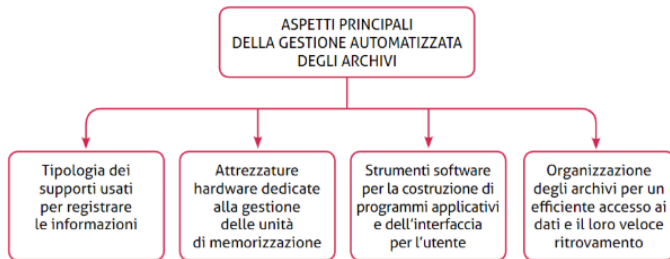 ASPETTI PRINCIPALI
DELLA GESTIONE AUTOMATIZZATA
DEGLI ARCHIVI
Tipologia dei
supporti usati
per registrare
le informazioni
Attrezzature
hardware dedicate
alla gestione
delle unità
di memorizzazione
Strumenti software
per la costruzione di
programmi applicativi
e dell’interfaccia
per l’utente
Organizzazione
degli archivi per un
efficiente accesso ai
dati e il loro veloce
ritrovamento